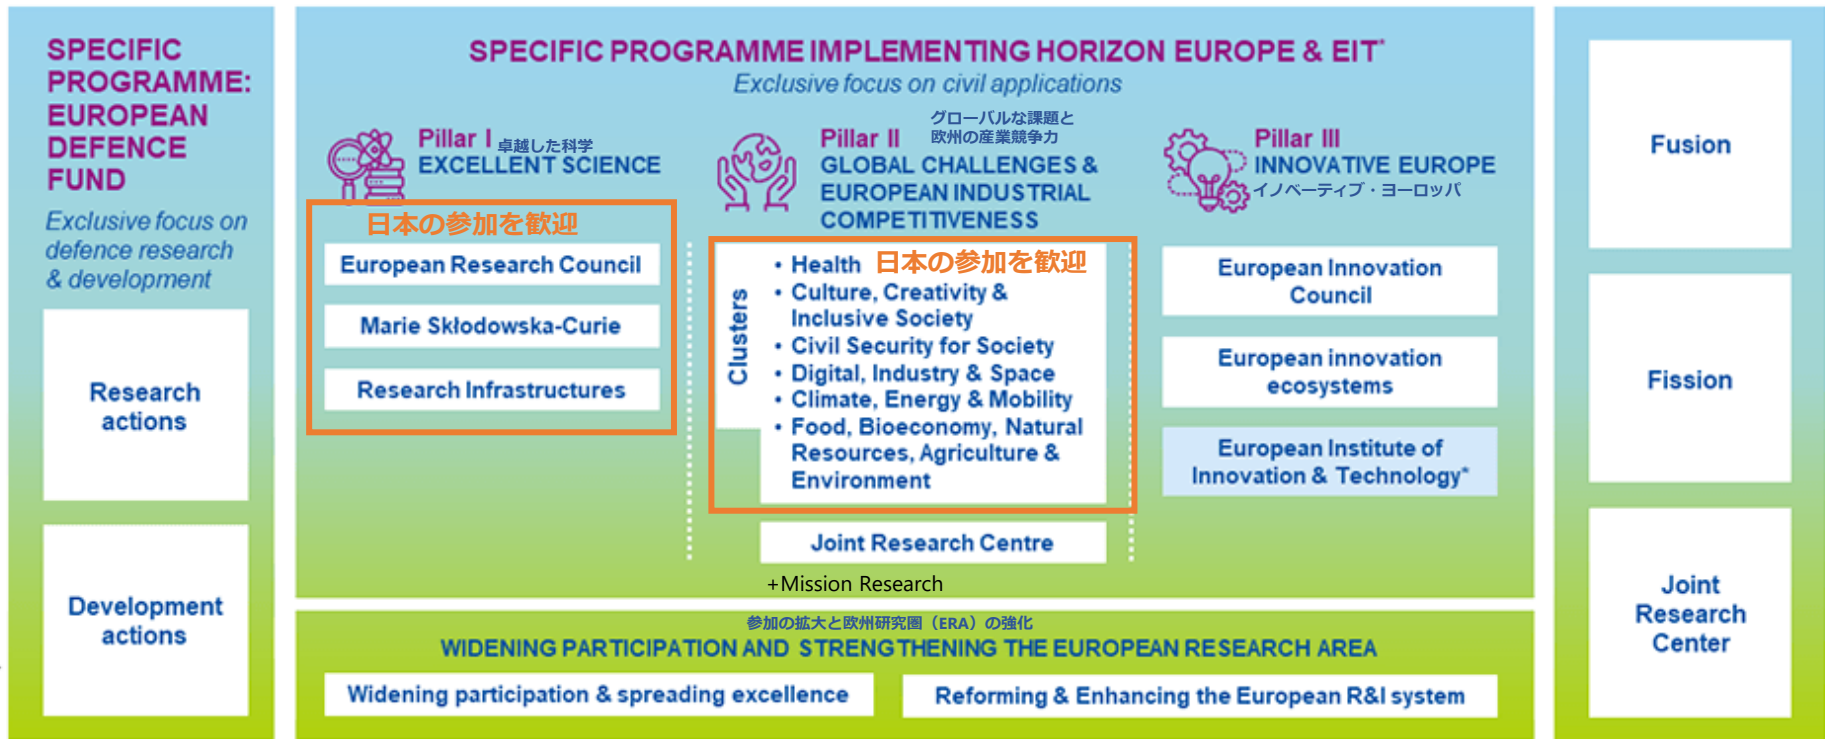 SPECIFIC
PROGRAMME:
EUROPEAN
DEFENCE
FUND
Exclusive focus on
defence research
& development
Research
actions
Development
actions
SPECIFIC PROGRAMME IMPLEMENTING HORIZON EUROPE & EIT*
Exclusive focus on civil applications
Pillar I
卓越した科学
EXCELLENT SCIENCE
日本の参加を歓迎
European Research Council
Marie Skłodowska-Curie
Research Infrastructures
グローバルな課題と
欧州の産業競争力
Pillar II
GLOBAL CHALLENGES &
EUROPEAN INDUSTRIAL
COMPETITIVENESS
日本の参加を歓迎
Clusters
• Health
• Culture, Creativity &
Inclusive Society
• Civil Security for Society
• Digital, Industry & Space
• Climate, Energy & Mobility
• Food, Bioeconomy, Natural
Resources, Agriculture &
Environment
Joint Research Centre
+Mission Research
Pillar III
INNOVATIVE EUROPE
イノベーティブ・ヨーロッパ
European Innovation
Council
European innovation
ecosystems
European Institute of
Innovation & Technology*
参加の拡大と欧州研究圏（ERA）の強化
WIDENING PARTICIPATION AND STRENGTHENING THE EUROPEAN RESEARCH AREA
Widening participation & spreading excellence
Reforming & Enhancing the European R&I system
Fusion
Fission
Joint
Research
Center